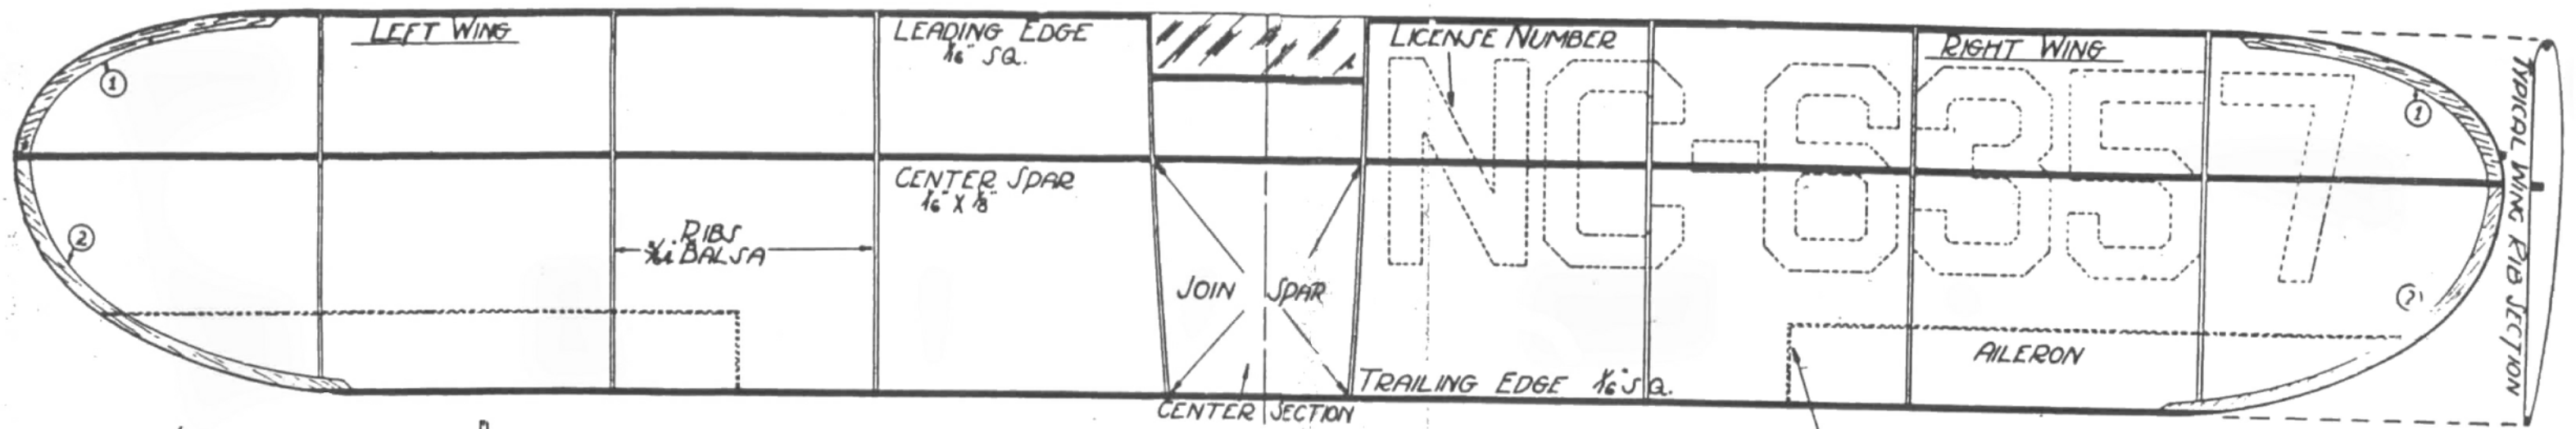 LEFT WING
LEADING EDGE
1/16" SQ.
LICENSE NUMBER
RIGHT WING
TYPICAL WING RIB SECTION
1
1
NC-6357
CENTER SPAR
1/16" X 1/8"
RIBS
BALSA
2
2
JOIN SPAR
AILERON
TRAILING EDGE 1/16" SQ.
CENTER SECTION